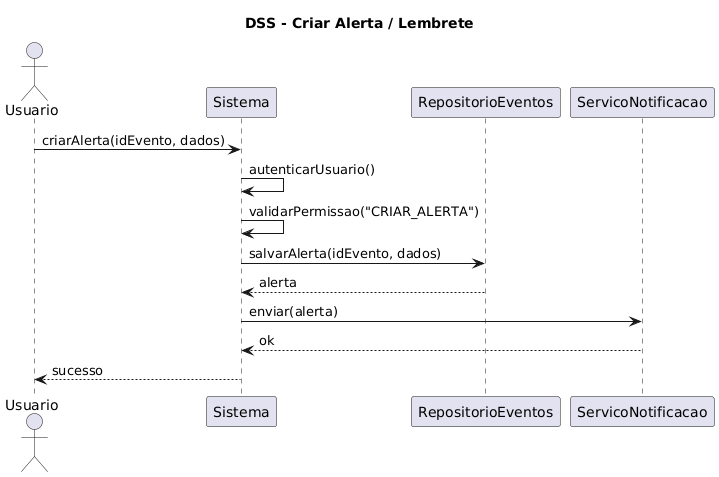 DSS - Criar Alerta / Lembrete
Usuario
Sistema
RepositorioEventos
ServicoNotificacao
criarAlerta(idEvento, dados)
autenticarUsuario()
validarPermissao("CRIAR_ALERTA")
salvarAlerta(idEvento, dados)
alerta
enviar(alerta)
ok
sucesso
Usuario
Sistema
RepositorioEventos
ServicoNotificacao